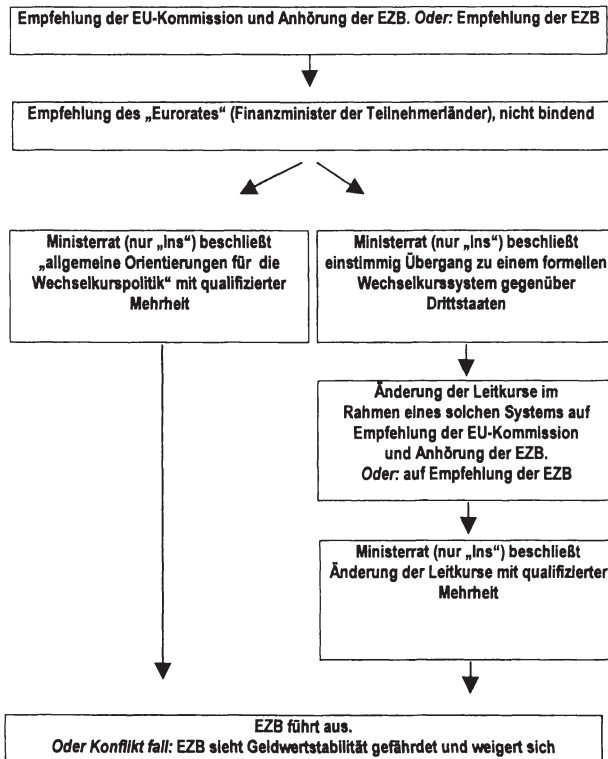 Empfehlung der EU-Kommission und Anhörung der EZB. Oder: Empfehlung der EZB
Empfehlung des „Eurorates“ (Finanzminister der Teilnehmerländer), nicht bindend
Ministerrat (nur „Ins“) beschließt
„allgemeine Orientierungen für die
Wechselkurspolitik“ mit qualifizierter
Mehrheit
Ministerrat (nur „Ins“) beschließt
einstimmig Übergang zu einem formellen
Wechselkurssystem gegenüber
Drittstaaten
Änderung der Leitkurse im
Rahmen eines solchen Systems auf
Empfehlung der EU-Kommission
und Anhörung der EZB.
Oder: auf Empfehlung der EZB
Ministerrat (nur „Ins“) beschließt
Änderung der Leitkurse mit qualifizierter
Mehrheit
EZB führt aus.
Oder Konflikt fall: EZB sieht Geldwertstabilität gefährdet und weigert sich